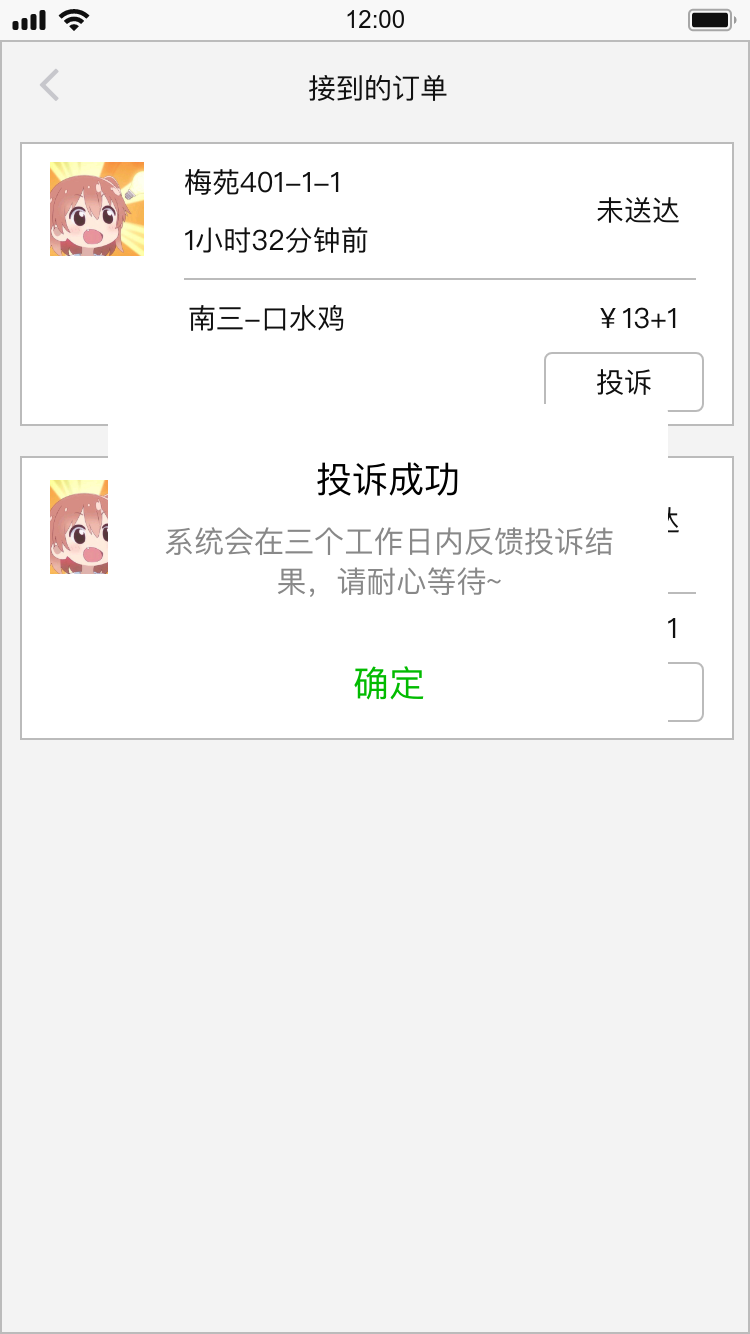 12:00
接到的订单
梅苑401-1-1
未送达
1小时32分钟前
南三-口水鸡
¥13+1
投诉
投诉成功
系统会在三个工作日内反馈投诉结
果，请耐心等待~
1
确定